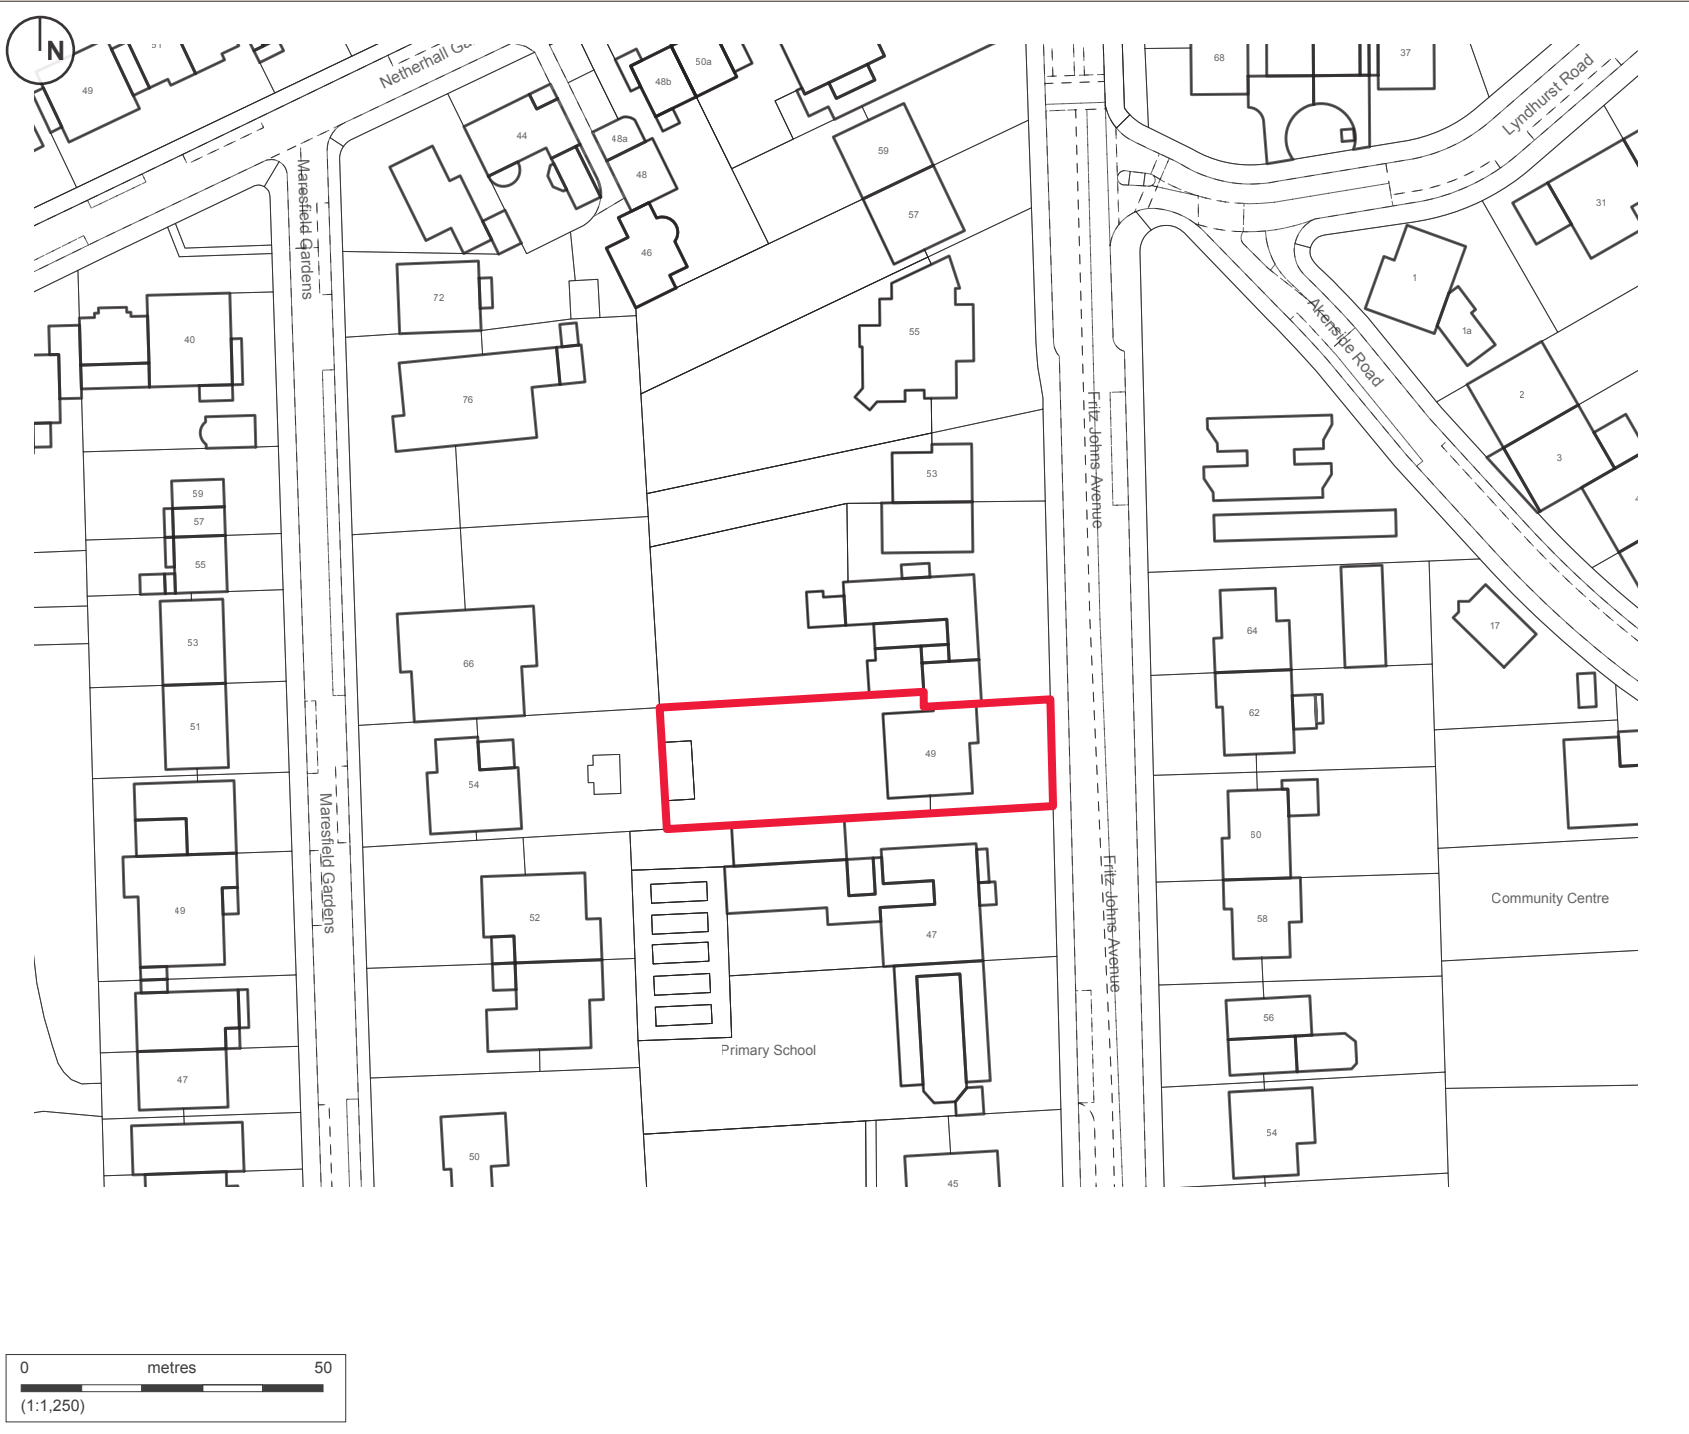 N
51
49
Netherhall Ga
48b
50a
68
37
Lyndhurst Road
44
48a
48
59
57
46
31
1
1a
Maresfield Gardens
72
40
55
Akenside Road
76
2
3
59
57
55
53
Fritz Johns Avenue
53
51
66
64
62
17
54
49
60
Maresfield Gardens
49
52
47
58
Fritz Johns Avenue
Community Centre
56
Primary School
47
54
50
45
0 metres 50
(1:1,250)